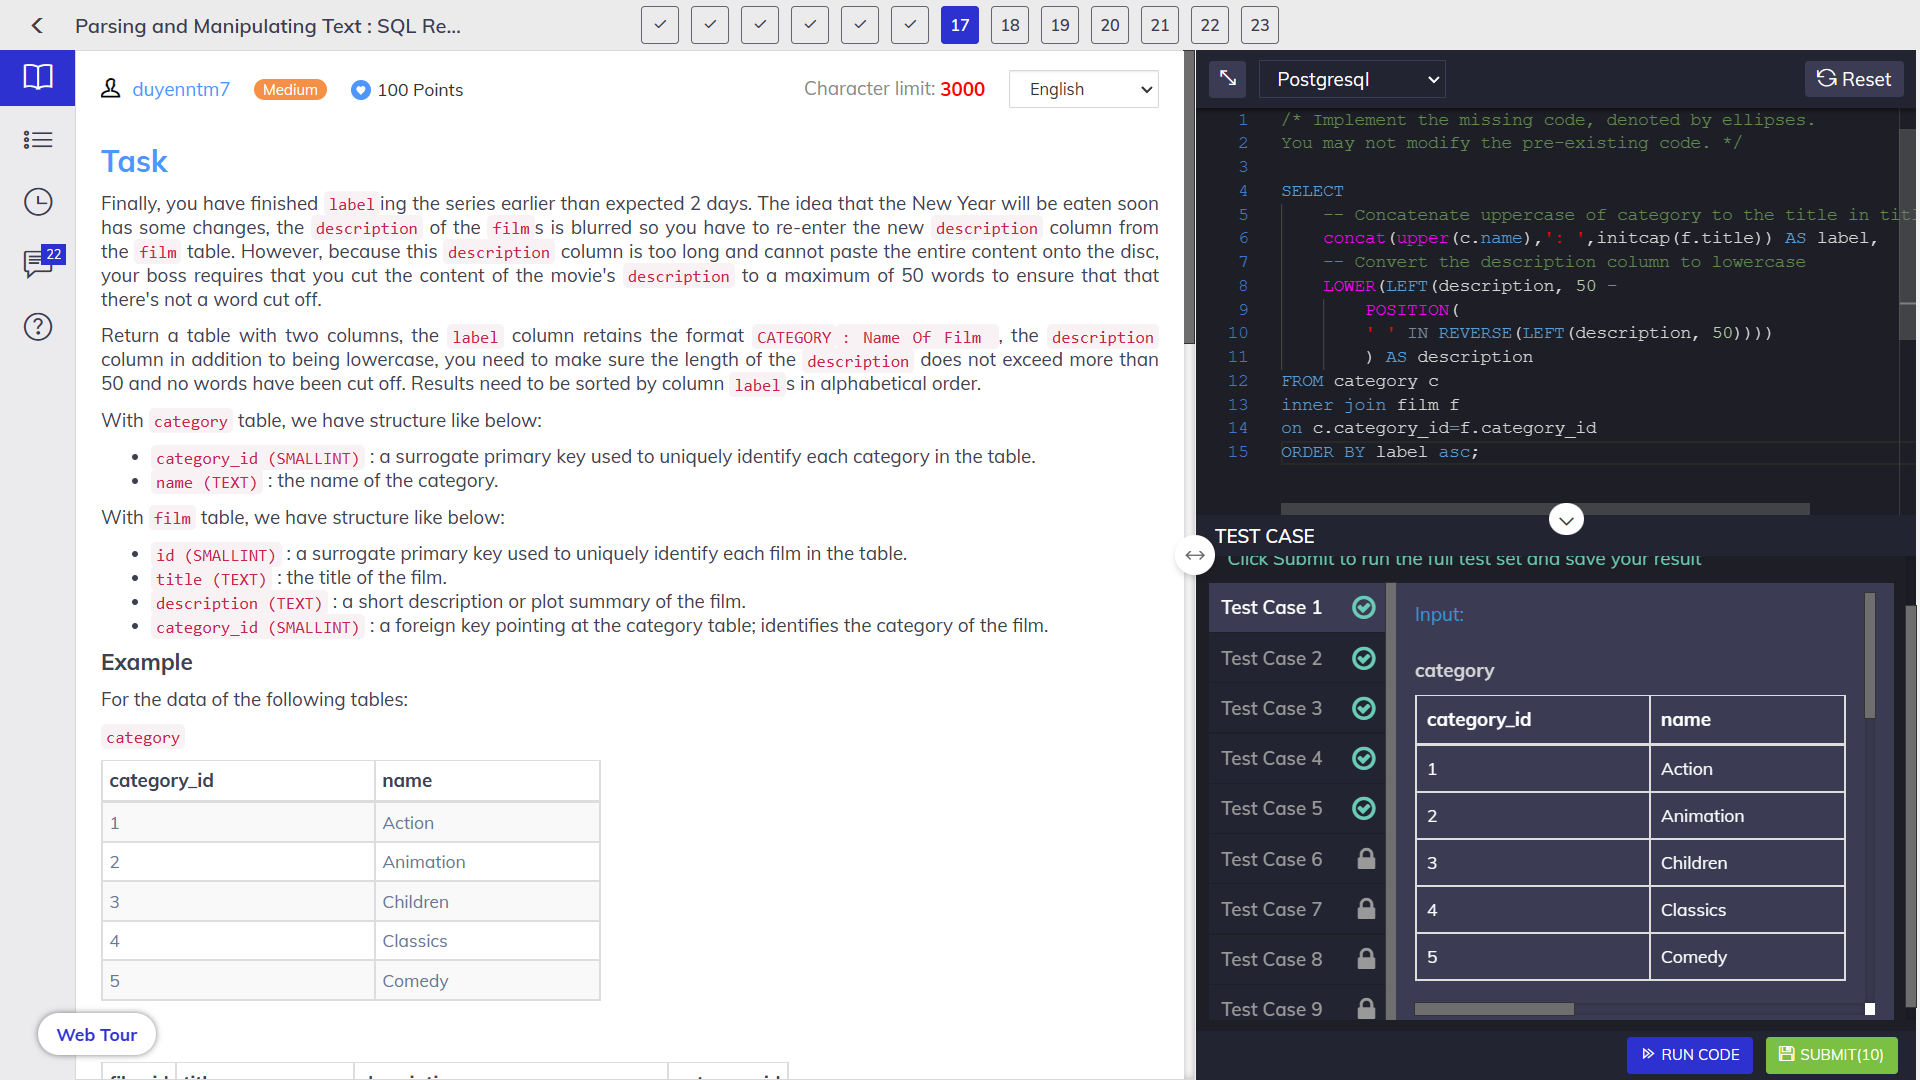 Parsing and Manipulating Text : SQL Re...
17 18 19 20 21 22 23
duyenntm7 Medium 100 Points Character limit: 3000 English
Task
Finally, you have finished labeling the series earlier than expected 2 days. The idea that the New Year will be eaten soon
has some changes, the description of the films is blurred so you have to re-enter the new description column from
the film table. However, because this description column is too long and cannot paste the entire content onto the disc,
your boss requires that you cut the content of the movie's description to a maximum of 50 words to ensure that that
there's not a word cut off.
Return a table with two columns, the label column retains the format CATEGORY : Name Of Film , the description
column in addition to being lowercase, you need to make sure the length of the description does not exceed more than
50 and no words have been cut off. Results need to be sorted by column labels in alphabetical order.
With category table, we have structure like below:
• category_id (SMALLINT) : a surrogate primary key used to uniquely identify each category in the table.
• name (TEXT) : the name of the category.
With film table, we have structure like below:
• id (SMALLINT) : a surrogate primary key used to uniquely identify each film in the table.
• title (TEXT) : the title of the film.
• description (TEXT) : a short description or plot summary of the film.
• category_id (SMALLINT) : a foreign key pointing at the category table; identifies the category of the film.
Example
For the data of the following tables:
category
category_id name
1 Action
2 Animation
3 Children
4 Classics
5 Comedy
22
Web Tour
Postgresql Reset
1 /* Implement the missing code, denoted by ellipses.
2 You may not modify the pre-existing code. */
3
4 SELECT
5 -- Concatenate uppercase of category to the title in titl
6 concat(upper(c.name),': ',initcap(f.title)) AS label,
7 -- Convert the description column to lowercase
8 LOWER(LEFT(description, 50 -
9 POSITION(
10 ' ' IN REVERSE(LEFT(description, 50))))
11 ) AS description
12 FROM category c
13 inner join film f
14 on c.category_id=f.category_id
15 ORDER BY label asc;
TEST CASE
Click Submit to run the full test set and save your result
Test Case 1
Test Case 2
Test Case 3
Test Case 4
Test Case 5
Test Case 6
Test Case 7
Test Case 8
Test Case 9
Input:
category
category_id name
1 Action
2 Animation
3 Children
4 Classics
5 Comedy
RUN CODE SUBMIT(10)